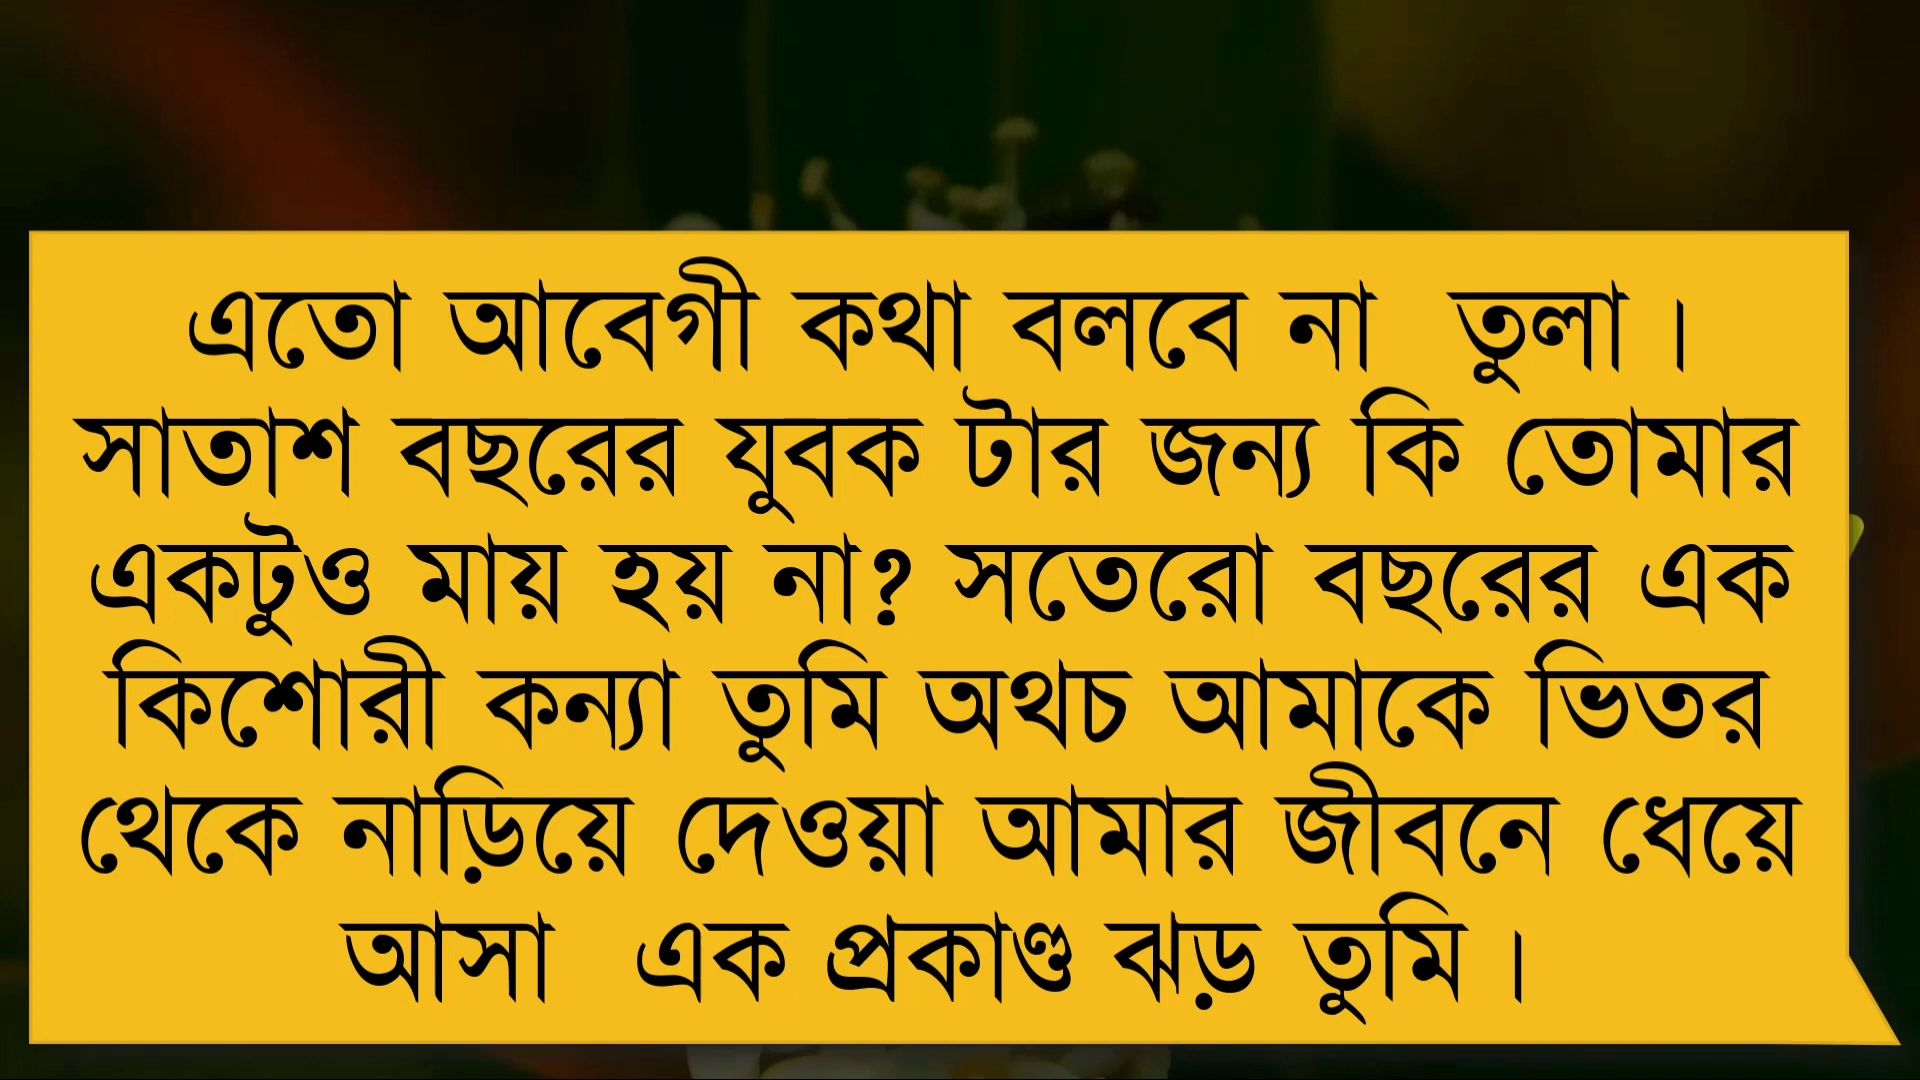 এতো আবেগী কথা বলবে না  তুলা।
সাতাশ বছরের যুবক টার জন্য কি তোমার
একটুও মায় হয় না? সতেরো বছরের এক
কিশোরী কন্যা তুমি অথচ আমাকে ভিতর
থেকে নাড়িয়ে দেওয়া আমার জীবনে ধেয়ে
আসা  এক প্রকাণ্ড ঝড় তুমি।